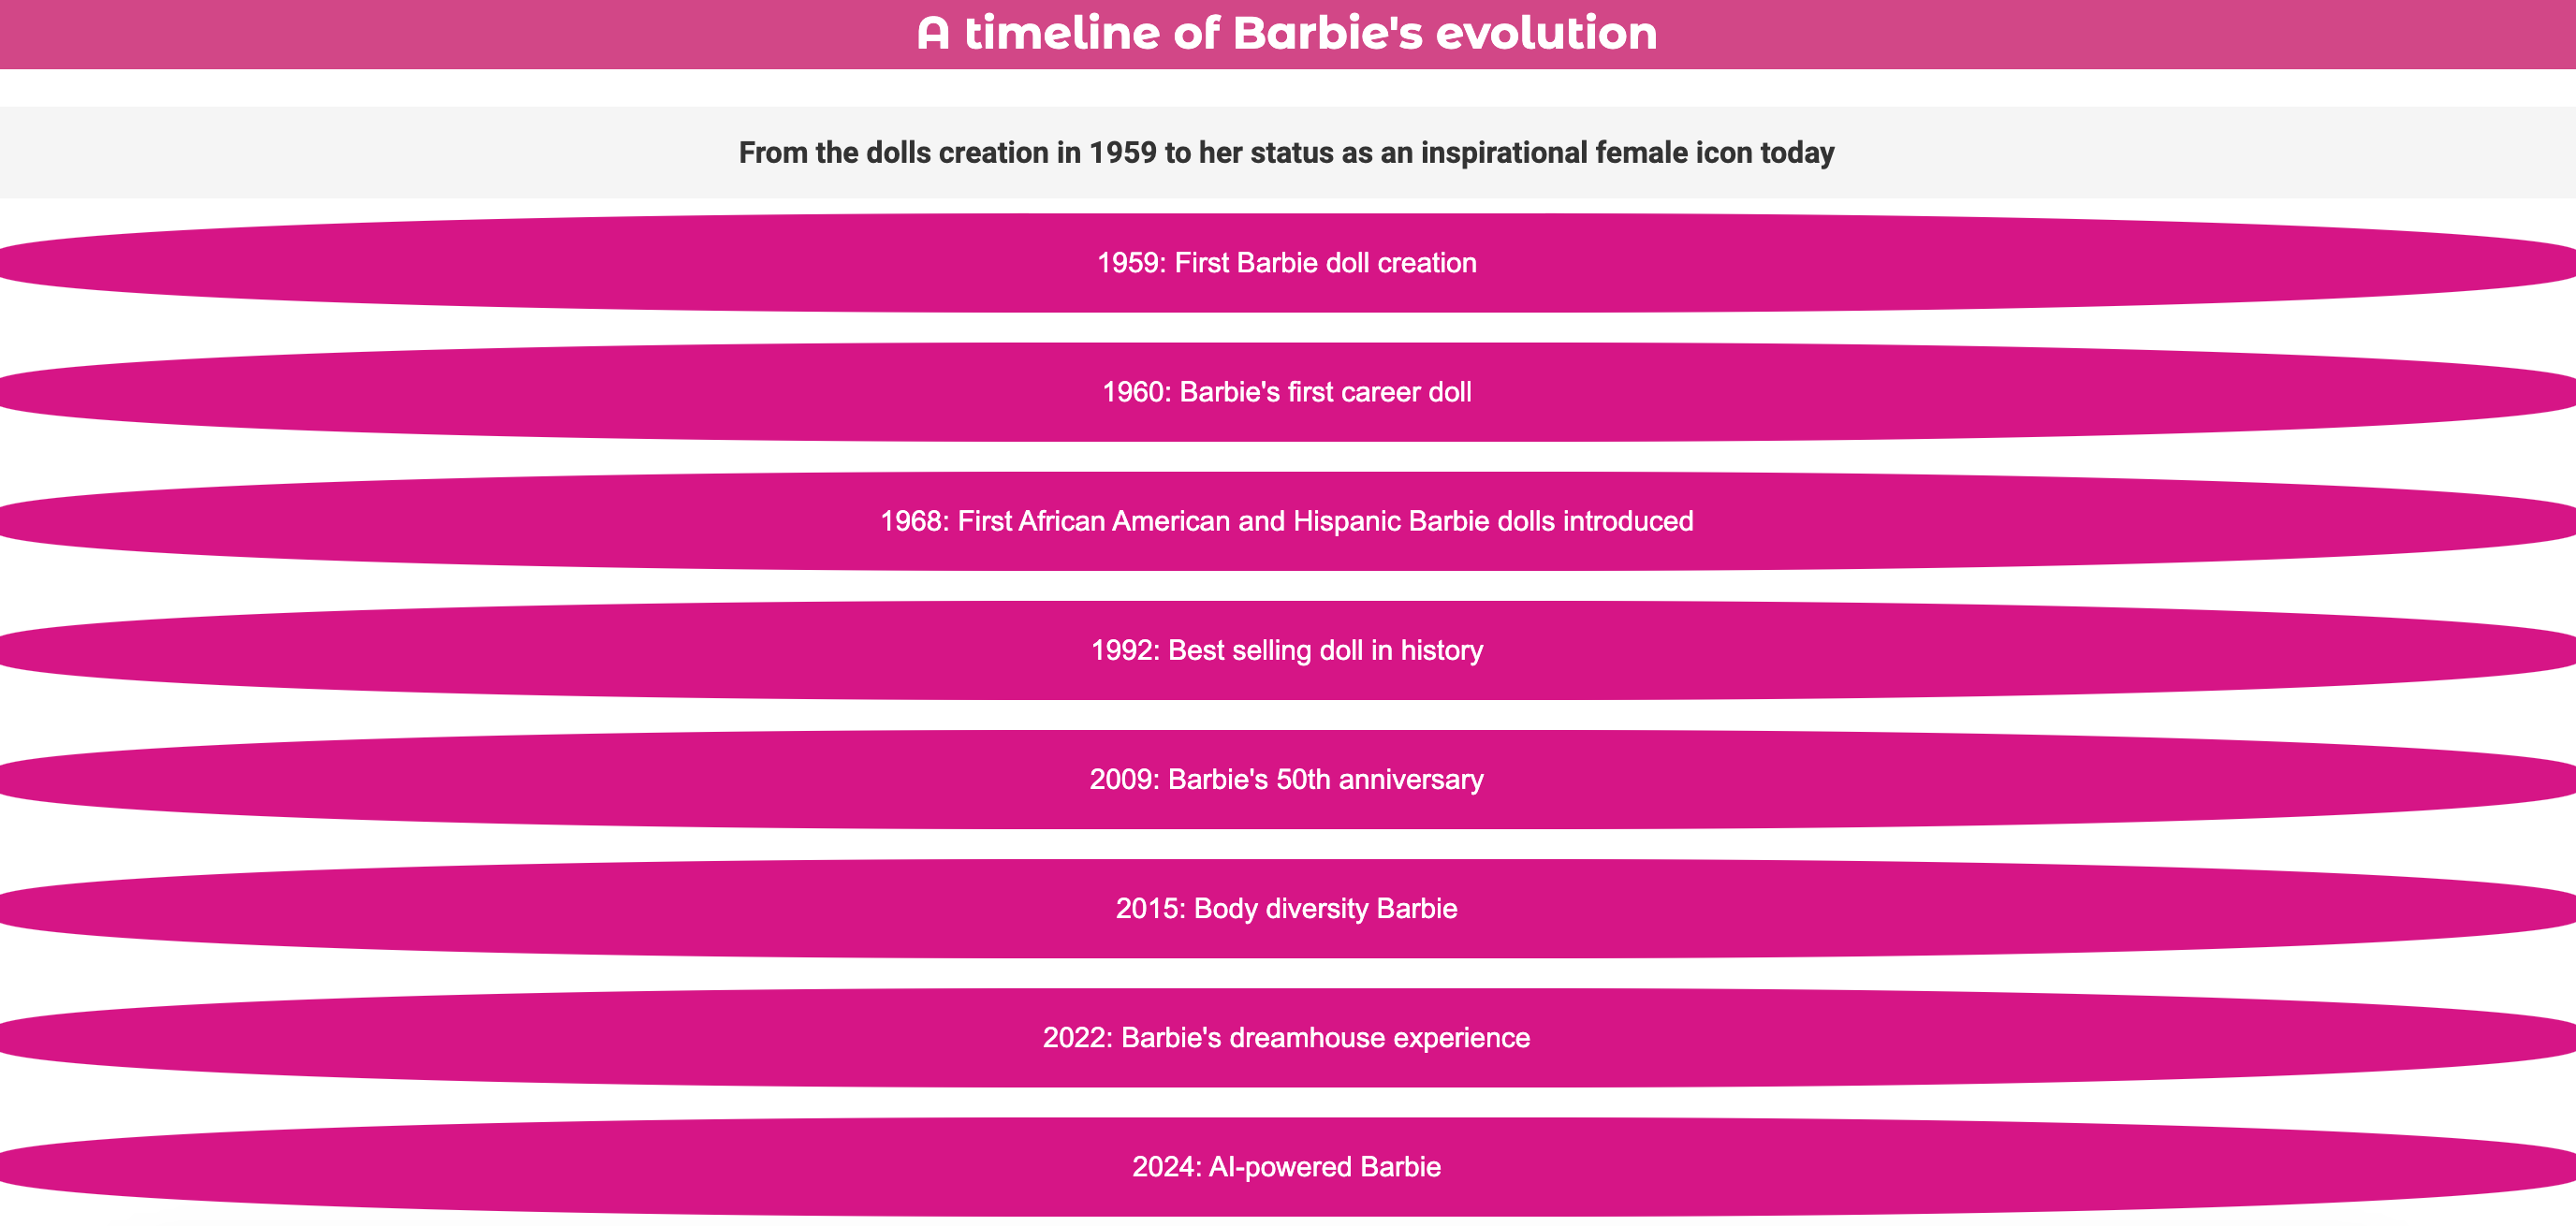 A timeline of Barbie's evolution
From the dolls creation in 1959 to her status as an inspirational female icon today
1959: First Barbie doll creation
1960: Barbie's first career doll
1968: First African American and Hispanic Barbie dolls introduced
1992: Best selling doll in history
2009: Barbie's 50th anniversary
2015: Body diversity Barbie
2022: Barbie's dreamhouse experience
2024: AI-powered Barbie